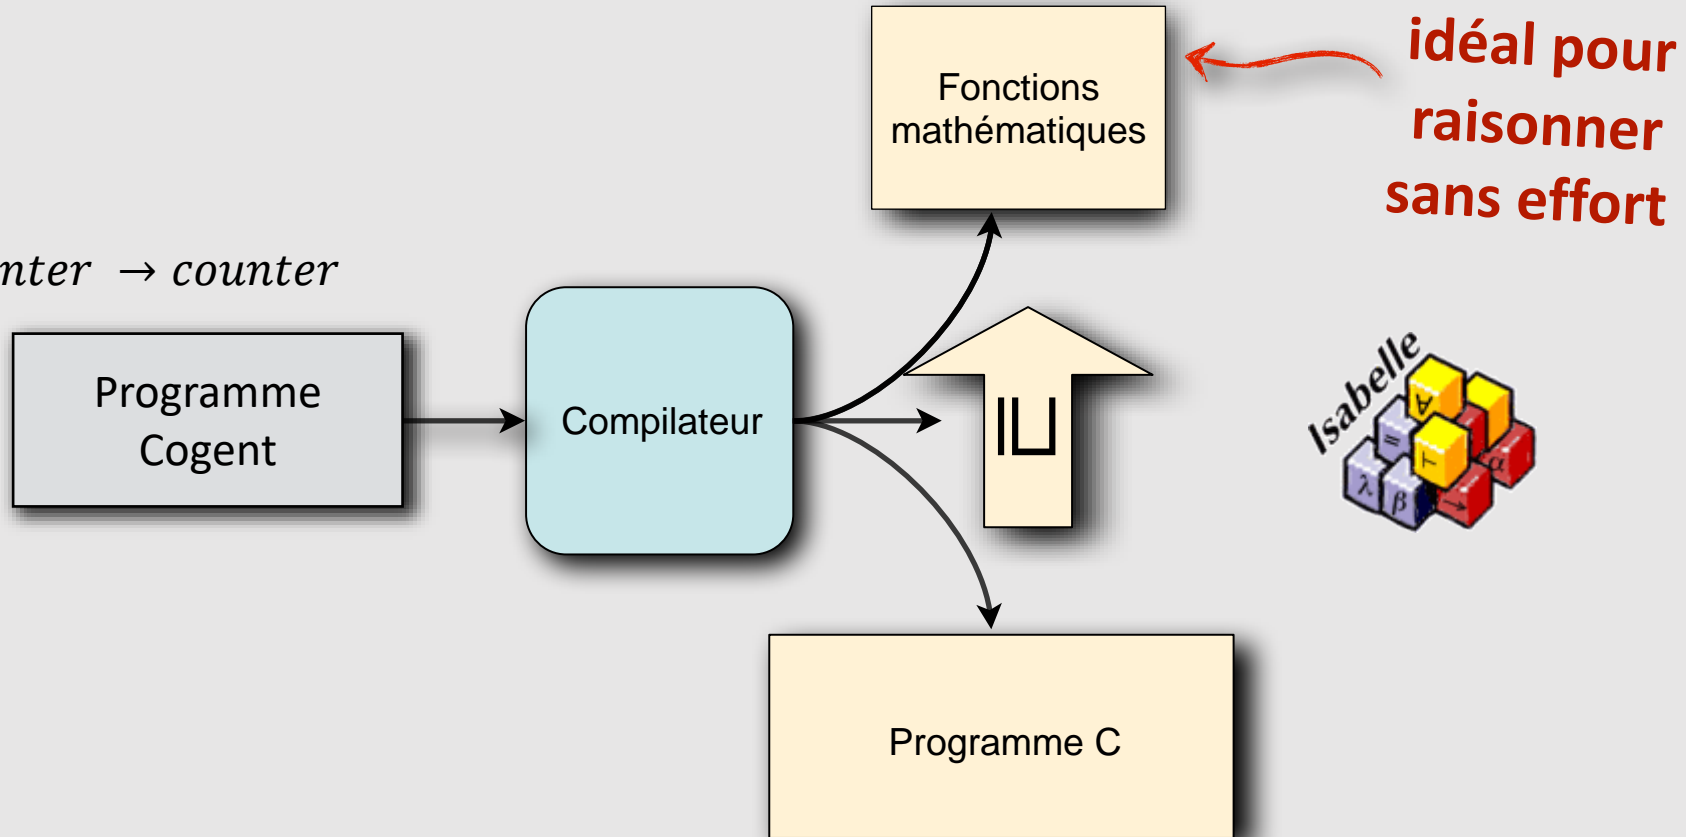 Fonctions
mathématiques
idéal pour
raisonner
sans effort
nter → counter
Programme
Cogent
Compilateur
Isabelle
∀
=
⊢
α
λ
β
→
Programme C